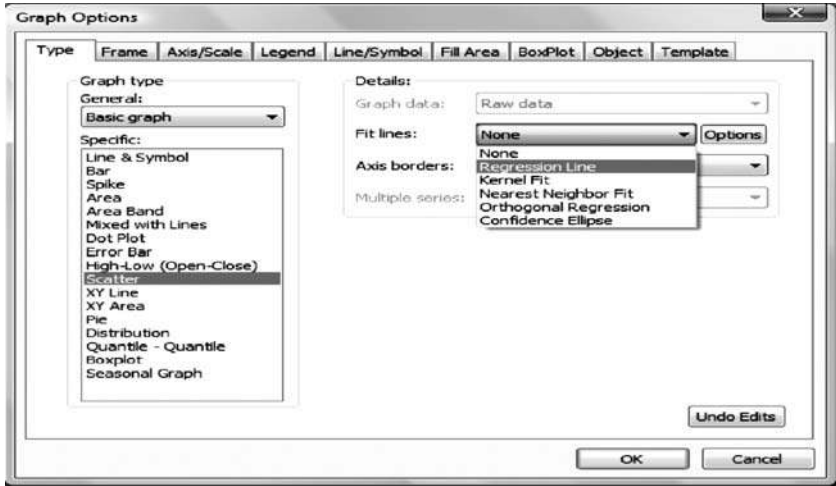 Graph Options
Type Frame Axis/Scale Legend Line/Symbol Fill Area BoxPlot Object Template
Graph type
General:
Basic graph
Specific:
Line & Symbol
Bar
Spike
Area
Area Band
Mixed with Lines
Dot Plot
Error Bar
High-Low (Open-Close)
Scatter
XY Line
XY Area
Pie
Distribution
Quantile - Quantile
Boxplot
Seasonal Graph
Details:
Graph data: Raw data
Fit lines: None Options
None
Axis borders: Regression Line
Kernel Fit
Multiple series: Nearest Neighbor Fit
Orthogonal Regression
Confidence Ellipse
Undo Edits
OK Cancel